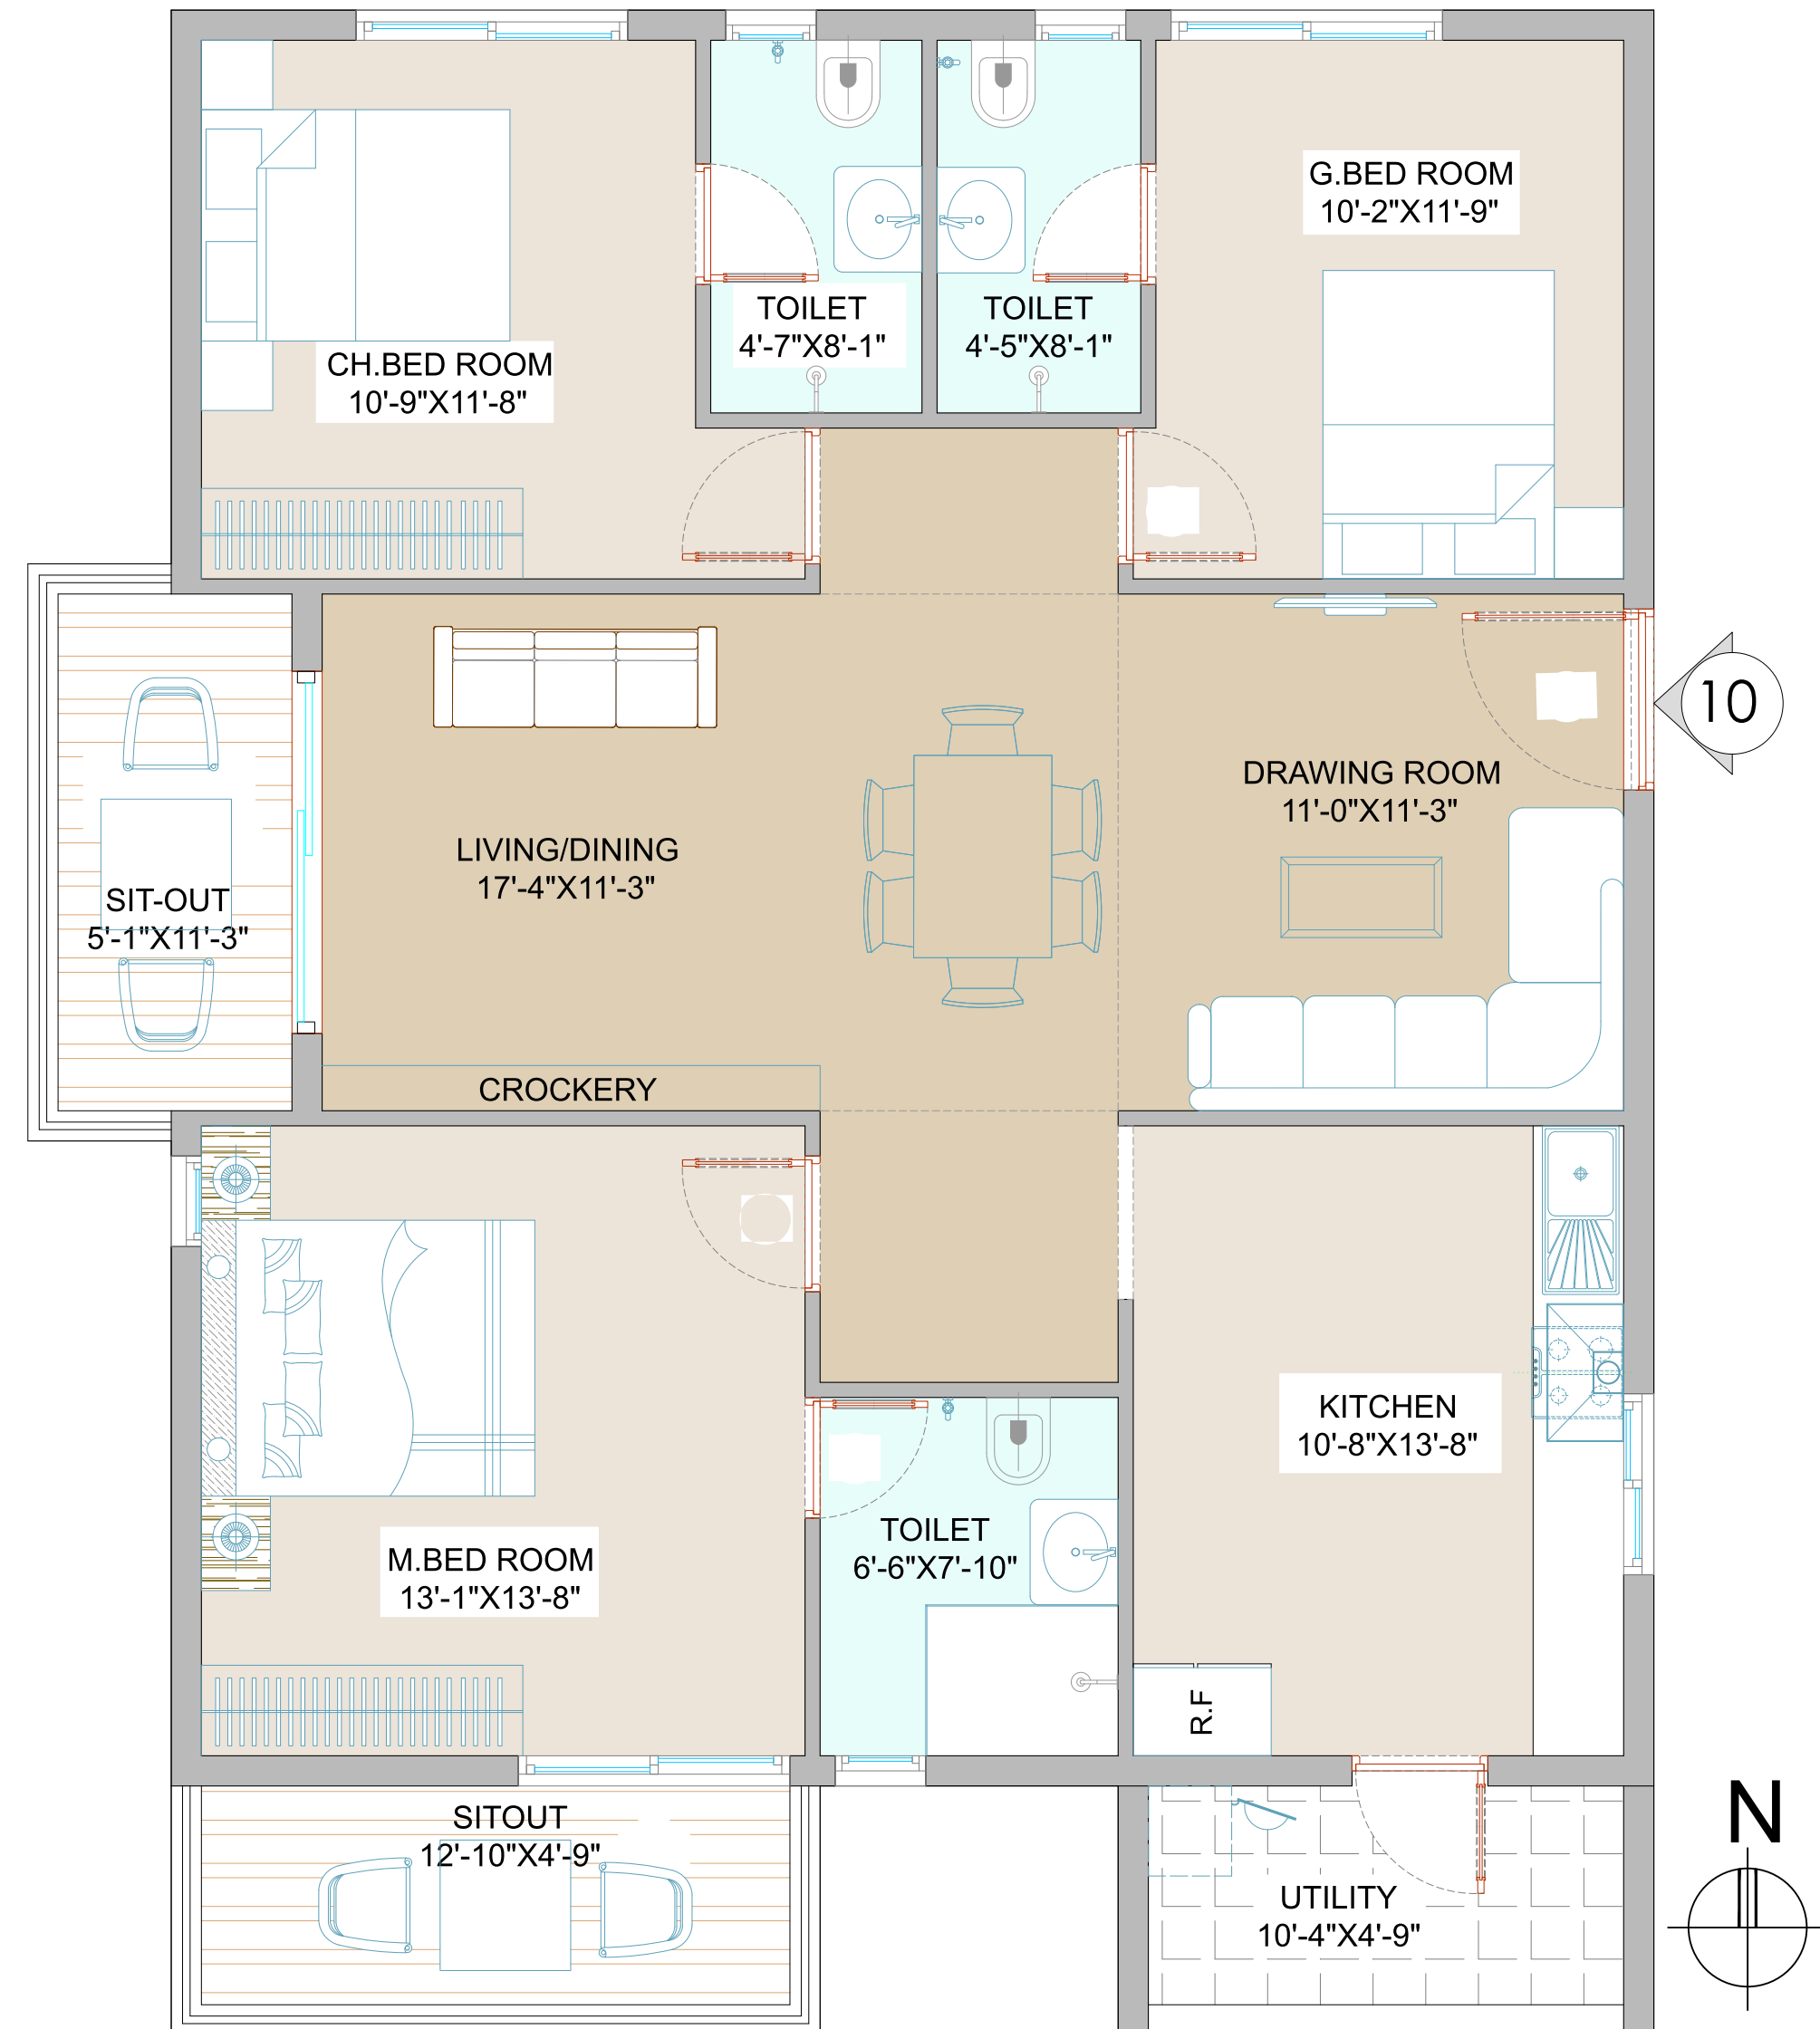 G.BED ROOM
10'-2"X11'-9"
TOILET
4'-7"X8'-1"
TOILET
4'-5"X8'-1"
CH.BED ROOM
10'-9"X11'-8"
10
DRAWING ROOM
11'-0"X11'-3"
LIVING/DINING
17'-4"X11'-3"
SIT-OUT
5'-1"X11'-3"
CROCKERY
KITCHEN
10'-8"X13'-8"
TOILET
6'-6"X7'-10"
M.BED ROOM
13'-1"X13'-8"
R.F
SITOUT
12'-10"X4'-9"
N
UTILITY
10'-4"X4'-9"